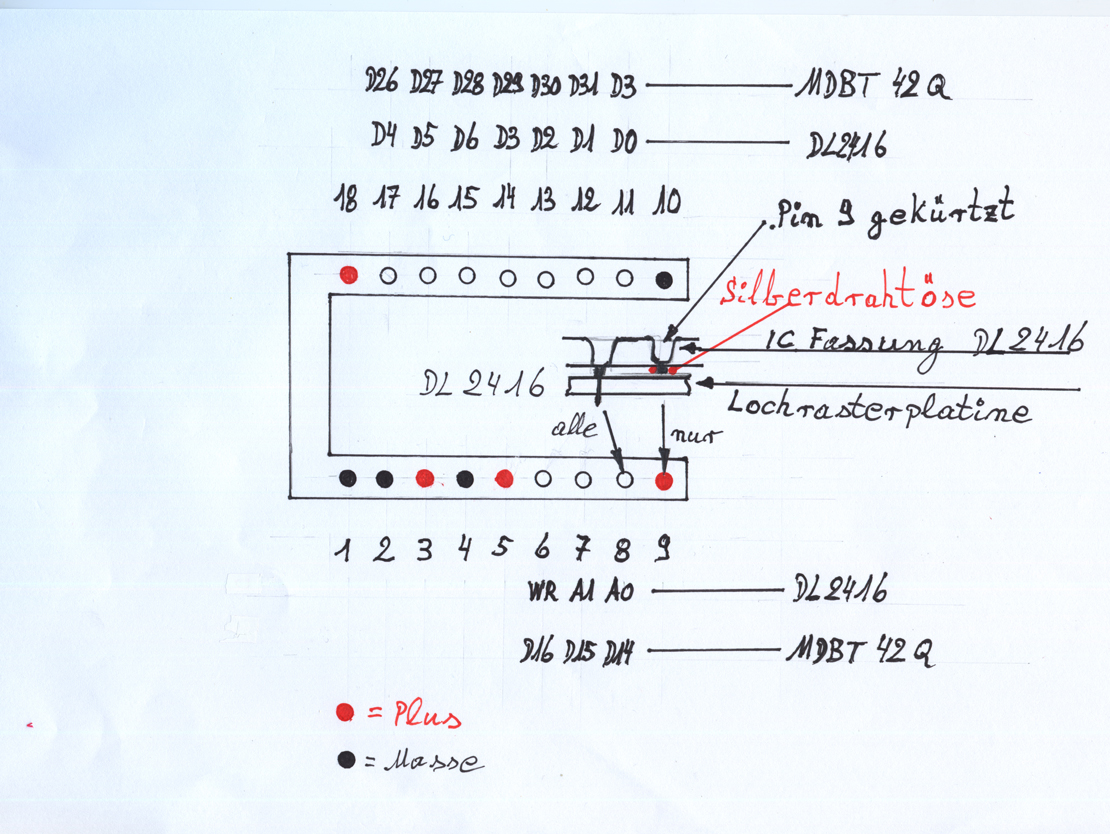 D26 D27 D28 D29 D30 D31 D3 MDBT 42 Q
D4 D5 D6 D3 D2 D1 D0 DL2416
18 17 16 15 14 13 12 11 10
Pin 9 gekürtzt
Silberdrahtöse
IC Fassung DL 2416
DL 2416
Lochrasterplatine
alle
nur
1 2 3 4 5 6 7 8 9
WR A1 A0 DL2416
D16 D15 D14 MDBT 42 Q
= Plus
= Masse